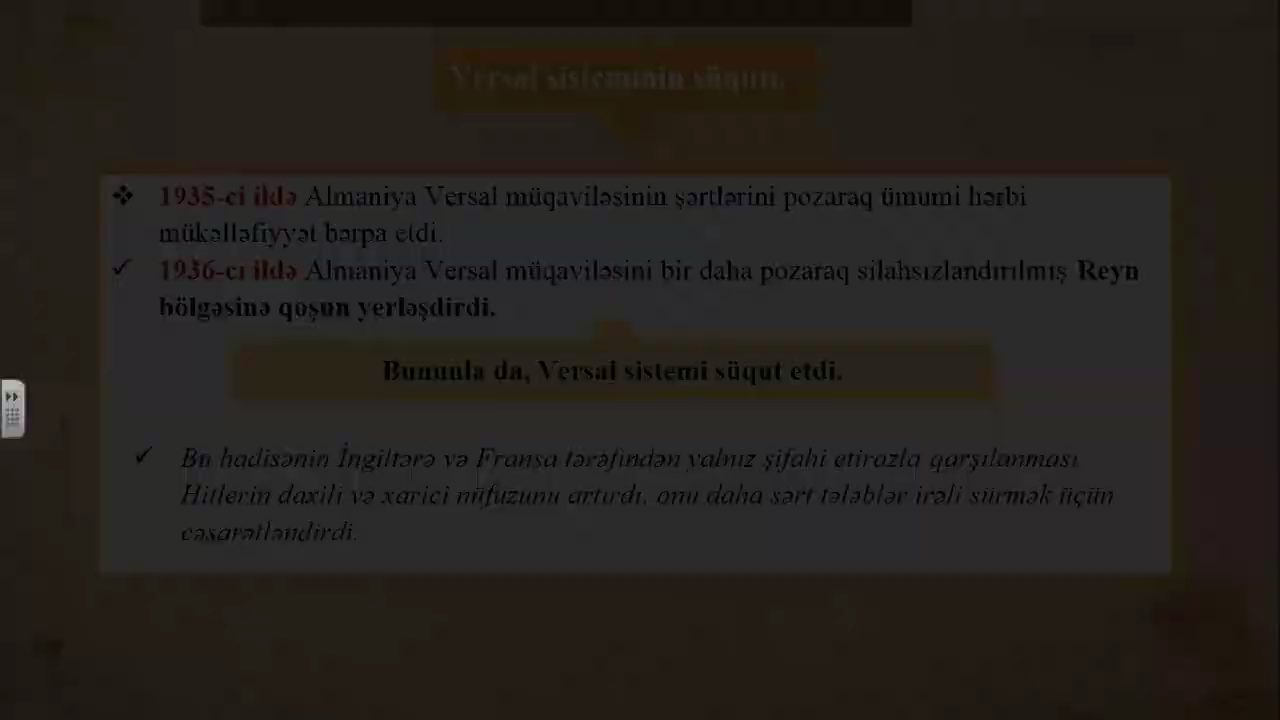 Versal sisteminin süqutu.
1935-ci ildə Almaniya Versal müqaviləsinin şərtlərini pozaraq ümumi hərbi
mükəlləfiyyət bərpa etdi.
1936-cı ildə Almaniya Versal müqaviləsini bir daha pozaraq silahsızlandırılmış Reyn
bölgəsinə qoşun yerləşdirdi.
Bununla da, Versal sistemi süqut etdi.
Bu hadisənin İngiltərə və Fransa tərəfindən yalnız şifahi etirazla qarşılanması
Hitlerin daxili və xarici nüfuzunu artırdı, onu daha sərt tələblər irəli sürmək üçün
cəsarətləndirdi.